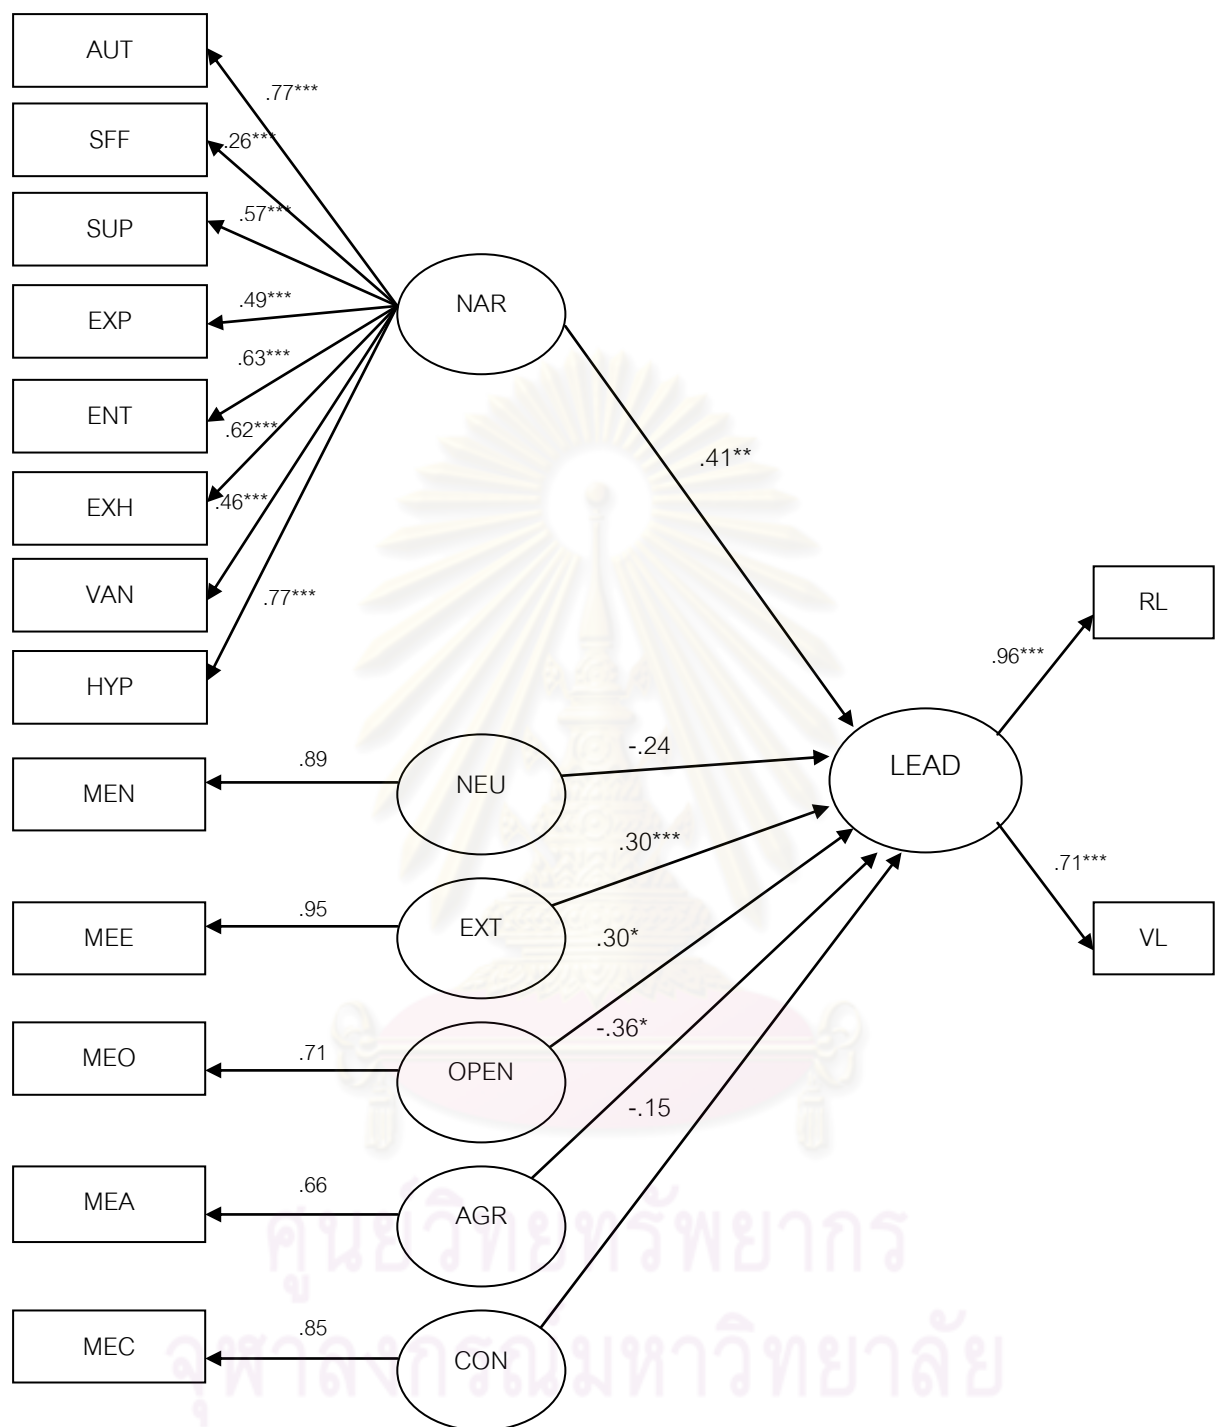 AUT
.77***
SFF
.26***
SUP
.57***
EXP
.49***
NAR
ENT
.63***
EXH
.62***
.41**
VAN
.46***
HYP
.77***
RL
.96***
MEN
.89
NEU
-.24
LEAD
.30***
.71***
MEE
.95
EXT
.30*
VL
MEO
.71
OPEN
-.36*
-.15
MEA
.66
AGR
ศูนย์วิทยทรัพยากร
MEC
.85
CON
จุฬาลงกรณ์มหาวิทยาลัย